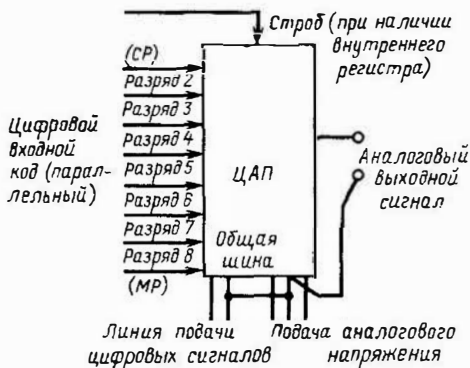 Строб (при наличии
внутреннего
регистра)
(СР)
Разряд 2
Разряд 3
Разряд 4
Разряд 5
Разряд 6
Разряд 7
Разряд 8
(МР)
Цифровой
входной
код (парал-
лельный)
ЦАП
Общая
шина
Аналоговый
выходной
сигнал
Линия подачи
цифровых сигналов
Подача аналогового
напряжения